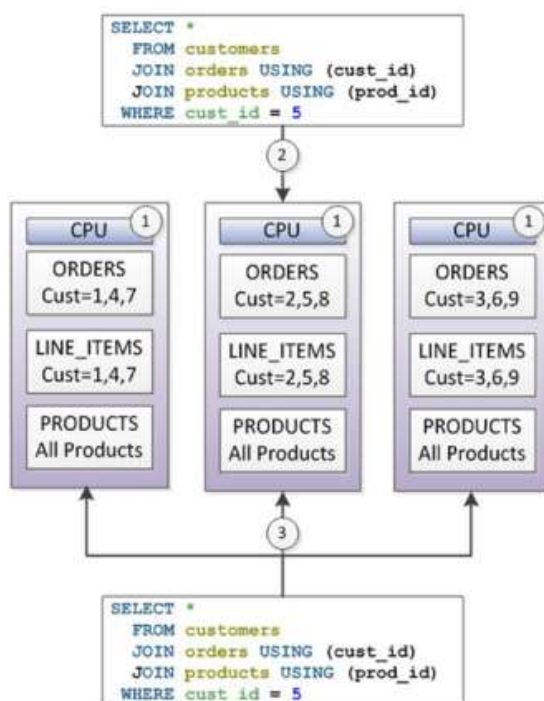 SELECT *
FROM customers
JOIN orders USING (cust_id)
JOIN products USING (prod_id)
WHERE cust_id = 5
2
1
CPU
ORDERS
Cust=1,4,7
LINE_ITEMS
Cust=1,4,7
PRODUCTS
All Products
1
CPU
ORDERS
Cust=2,5,8
LINE_ITEMS
Cust=2,5,8
PRODUCTS
All Products
1
CPU
ORDERS
Cust=3,6,9
LINE_ITEMS
Cust=3,6,9
PRODUCTS
All Products
3
SELECT *
FROM customers
JOIN orders USING (cust_id)
JOIN products USING (prod_id)
WHERE cust id = 5